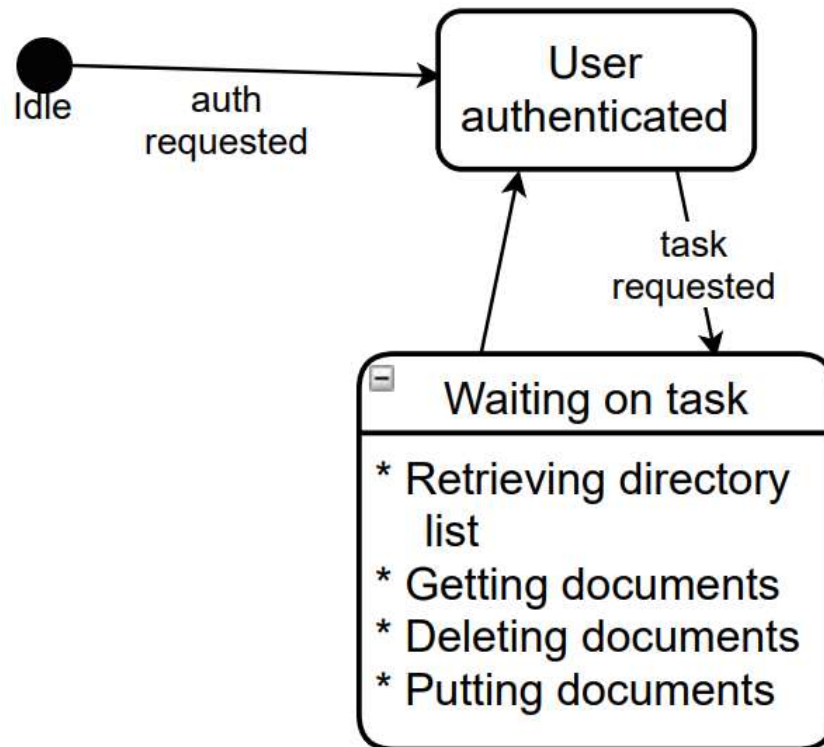 User
authenticated
Idle
auth
requested
task
requested
Waiting on task
* Retrieving directory
list
* Getting documents
* Deleting documents
* Putting documents